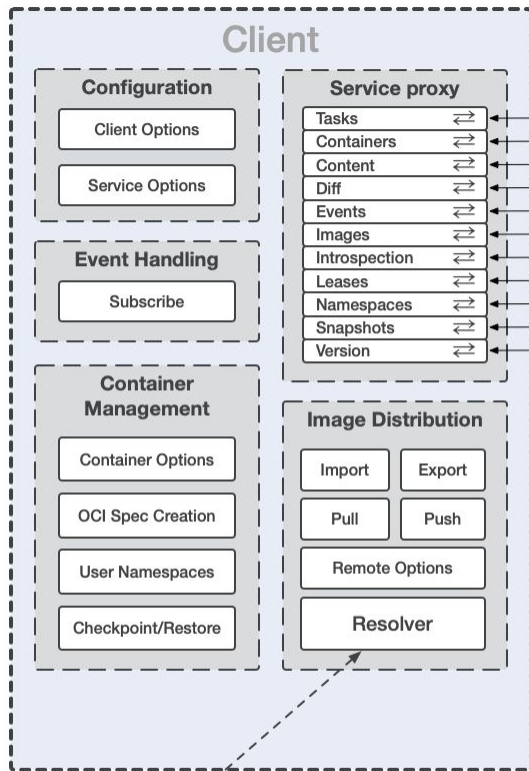 Client
Configuration
Client Options
Service Options
Event Handling
Subscribe
Container
Management
Container Options
OCI Spec Creation
User Namespaces
Checkpoint/Restore
Service proxy
Tasks
Containers
Content
Diff
Events
Images
Introspection
Leases
Namespaces
Snapshots
Version
Image Distribution
Import
Export
Pull
Push
Remote Options
Resolver